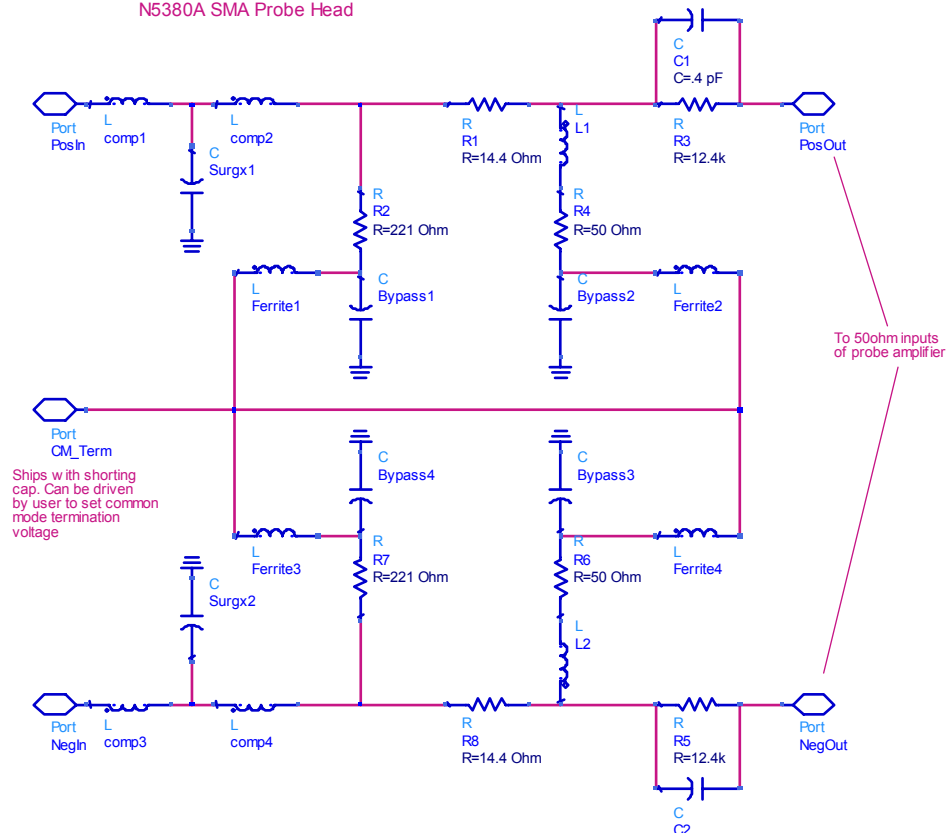 N5380A SMA Probe Head
C
C1
C=.4 pF
Port
PosIn
L
comp1
L
comp2
R
R1
R=14.4 Ohm
L
L1
R
R3
R=12.4k
Port
PosOut
C
Surgx1
R
R2
R=221 Ohm
R
R4
R=50 Ohm
L
Ferrite1
C
Bypass1
C
Bypass2
L
Ferrite2
To 50ohm inputs
of probe amplifier
Port
CM_Term
Ships with shorting
cap. Can be driven
by user to set common
mode termination
voltage
C
Bypass4
C
Bypass3
L
Ferrite3
R
R7
R=221 Ohm
R
R6
R=50 Ohm
L
Ferrite4
C
Surgx2
L
L2
Port
NegIn
L
comp3
L
comp4
R
R8
R=14.4 Ohm
R
R5
R=12.4k
Port
NegOut
C
C2